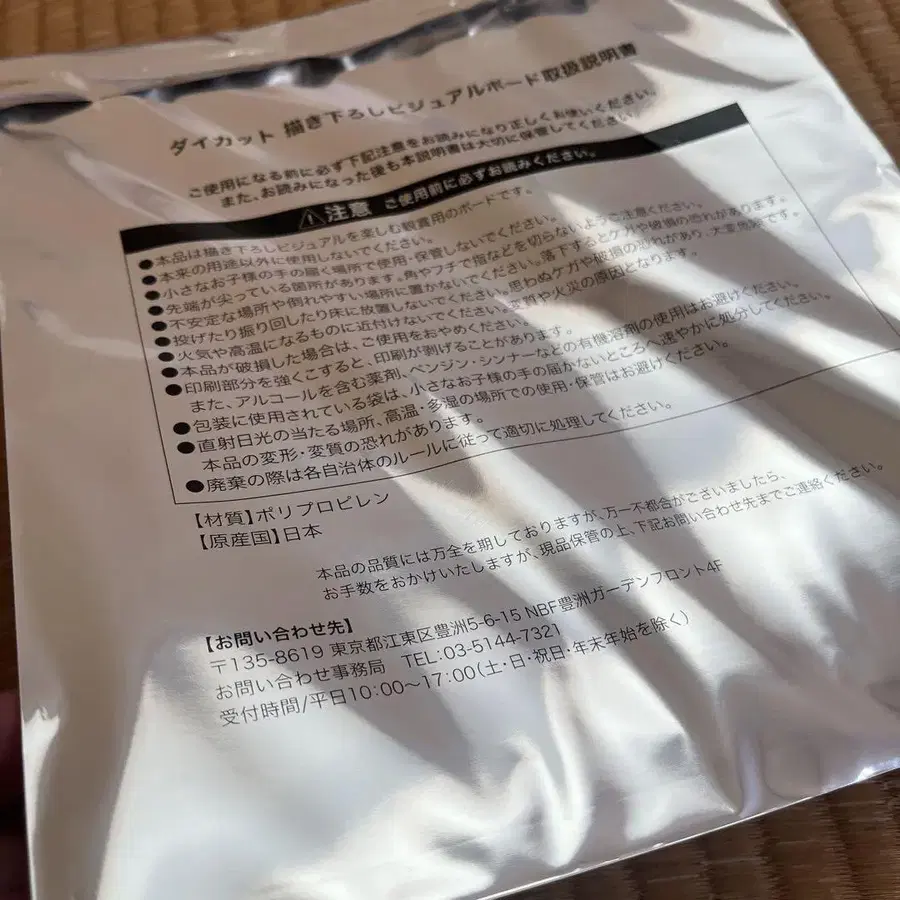 ダイカット 描き下ろしビジュアルボード取扱説明書
ご使用になる前に必ず下記注意をお読みになり正しくお使いください。
また、お読みになった後も本説明書は大切に保管してください。
⚠注意 ご使用前に必ずお読みください。
●本品は描き下ろしビジュアルを楽しむ観賞用のボードです。
●本来の用途以外に使用しないでください。
●小さなお子様の手の届く場所で使用・保管しないでください。
●先端が尖っている箇所があります。角やフチで指などを切らないようご注意ください。
●不安定な場所や倒れやすい場所に置かないでください。落下するとケガや破損の恐れがあります。
●投げたり振り回したり床に放置しないでください。思わぬケガや破損の恐れがあり、大変危険です。
●火気や高温になるものに近付けないでください。変質や火災の原因となります。
●本品が破損した場合は、ご使用をおやめください。
●印刷部分を強くこすると、印刷が剥げることがあります。
また、アルコールを含む薬剤、ベンジン・シンナーなどの有機溶剤の使用はお避けください。
●包装に使用されている袋は、小さなお子様の手の届かないところへ速やかに処分してください。
●直射日光の当たる場所、高温・多湿の場所での使用・保管はお避けください。
本品の変形・変質の恐れがあります。
●廃棄の際は各自治体のルールに従って適切に処理してください。
【材質】ポリプロピレン
【原産国】日本
本品の品質には万全を期しておりますが、万一不都合がございましたら、
お手数をおかけいたしますが、現品保管の上、下記お問い合わせ先までご連絡ください。
【お問い合わせ先】
〒135-8619 東京都江東区豊洲5-6-15 NBF豊洲ガーデンフロント4F
お問い合わせ事務局 TEL:03-5144-7321
受付時間/平日10:00～17:00(土・日・祝日・年末年始を除く)